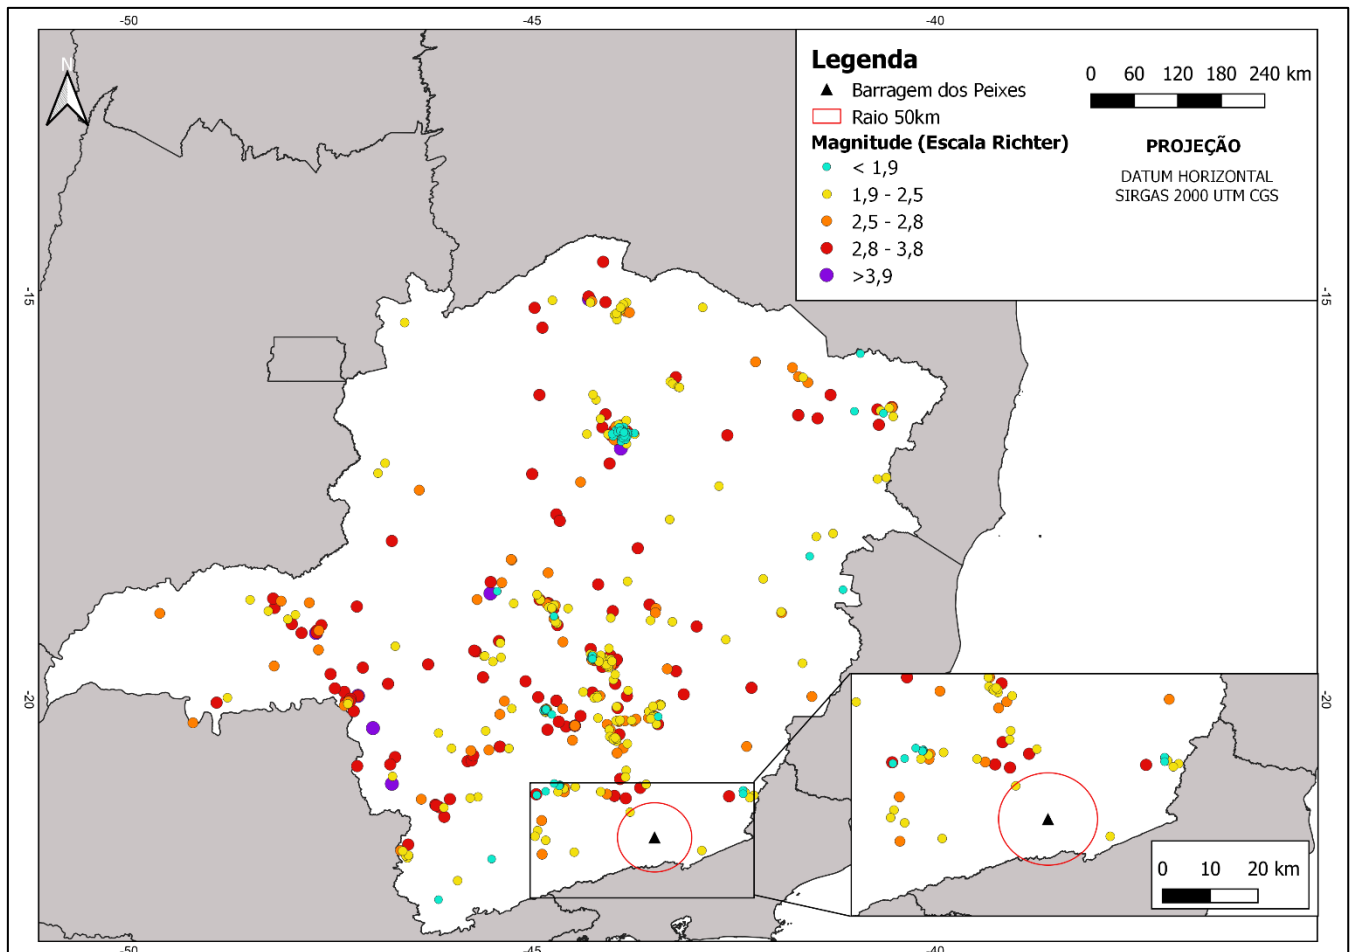 -50
-45
-40
N
Legenda
Barragem dos Peixes
Raio 50km
Magnitude (Escala Richter)
< 1,9
1,9 - 2,5
2,5 - 2,8
2,8 - 3,8
>3,9
0 60 120 180 240 km
PROJEÇÃO
DATUM HORIZONTAL
SIRGAS 2000 UTM CGS
-15
-15
-20
-20
0 10 20 km
-50
-45
-40